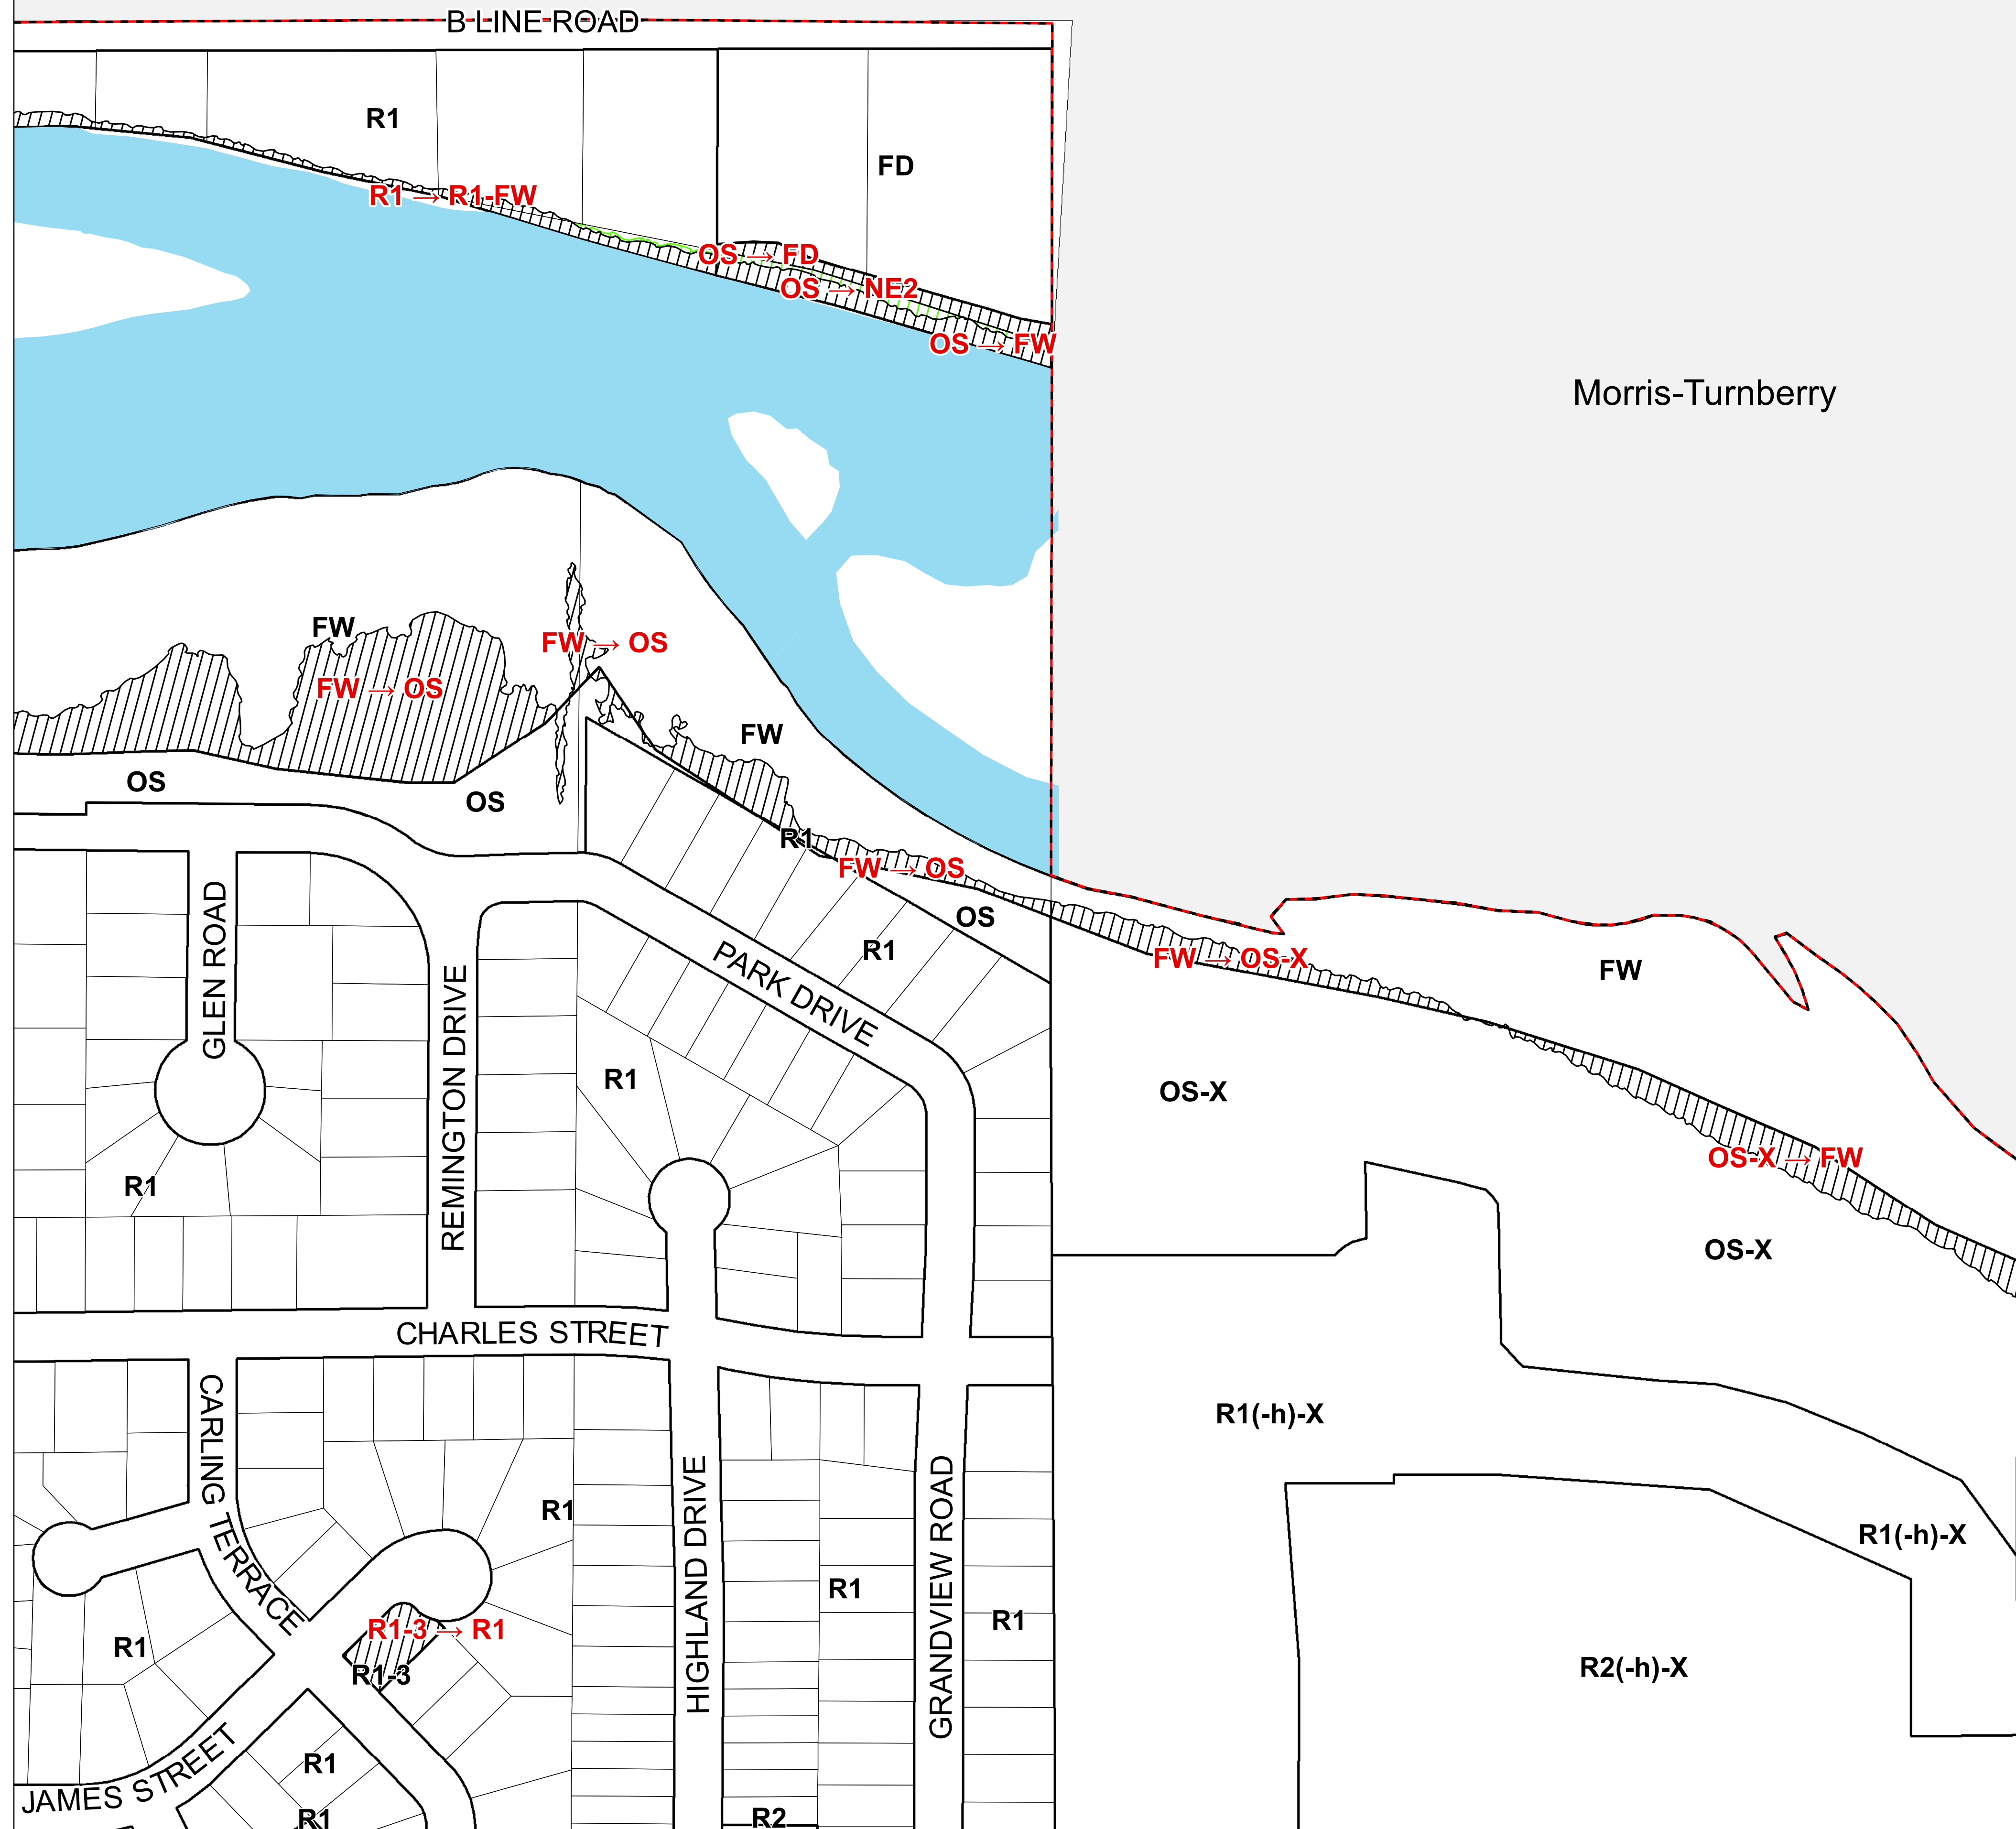 B LINE ROAD
R1
FD
R1 → R1-FW
OS → FD
OS → NE2
OS → FW
Morris-Turnberry
FW
FW → OS
FW → OS
FW
OS
OS
R1
FW → OS
OS
R1
FW → OS-X
FW
GLEN ROAD
REMINGTON DRIVE
PARK DRIVE
R1
OS-X
OS-X → FW
R1
OS-X
CHARLES STREET
CARLING TERRACE
HIGHLAND DRIVE
GRANDVIEW ROAD
R1(-h)-X
R1
R1(-h)-X
R1
R1
R1-3 → R1
R1
R1-3
R2(-h)-X
JAMES STREET
R1
R1
R2